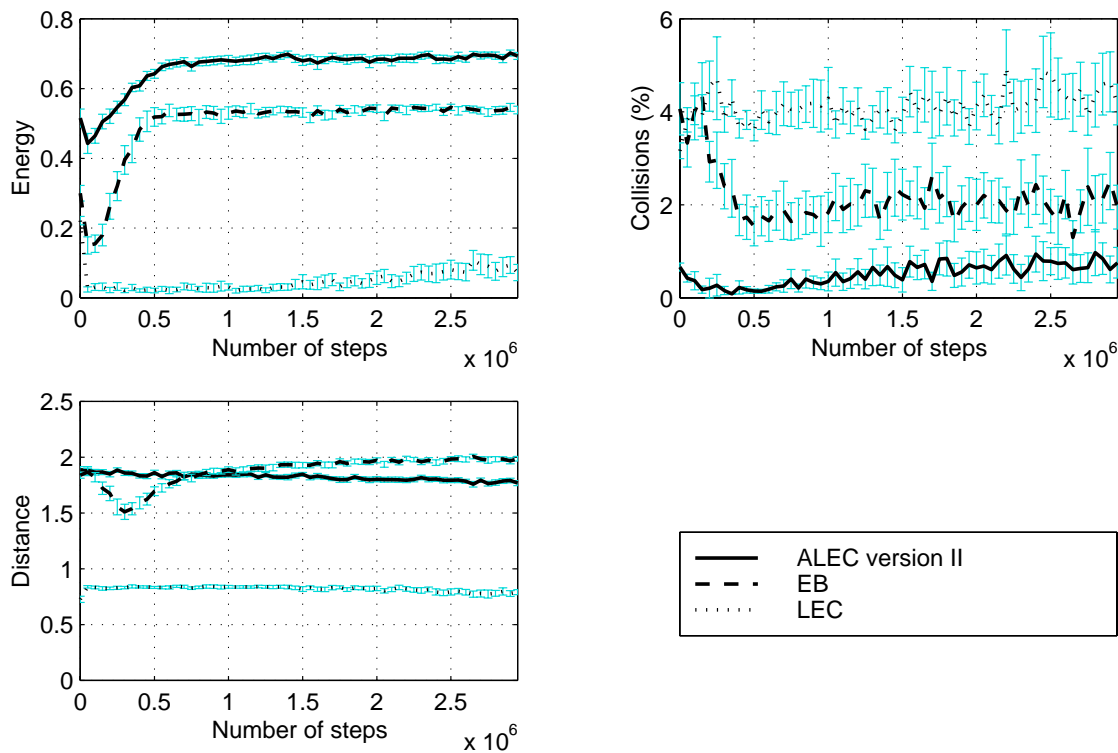 0.8
0.6
0.4
0.2
0
Energy
0 0.5 1 1.5 2 2.5
Number of steps
x 10^6
6
4
2
0
Collisions (%)
0 0.5 1 1.5 2 2.5
Number of steps
x 10^6
2.5
2
1.5
1
0.5
0
Distance
0 0.5 1 1.5 2 2.5
Number of steps
x 10^6
ALEC version II
EB
LEC